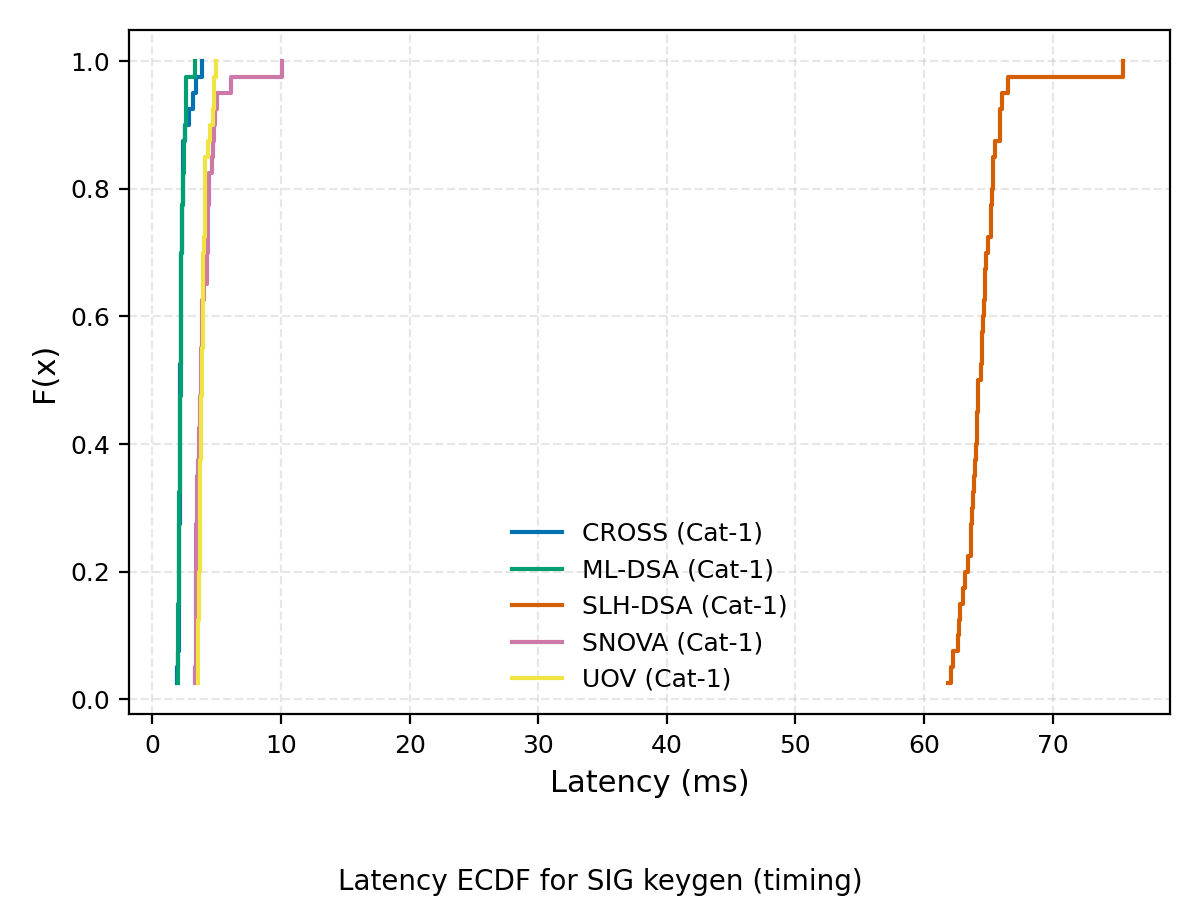 1.0
0.8
0.6
0.4
0.2
0.0
F(x)
CROSS (Cat-1)
ML-DSA (Cat-1)
SLH-DSA (Cat-1)
SNOVA (Cat-1)
UOV (Cat-1)
0 10 20 30 40 50 60 70
Latency (ms)
Latency ECDF for SIG keygen (timing)